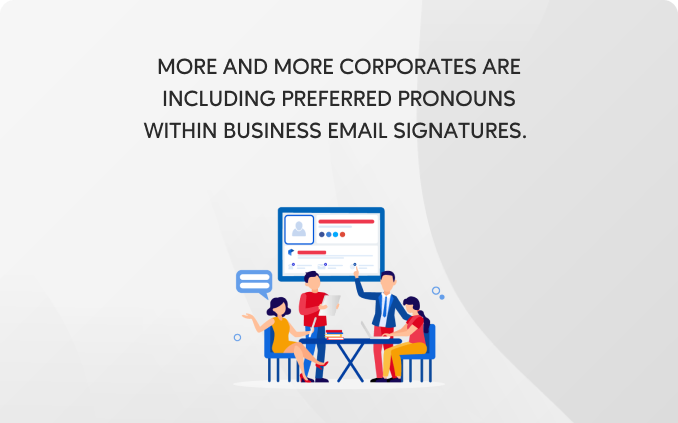 MORE AND MORE CORPORATES ARE
INCLUDING PREFERRED PRONOUNS
WITHIN BUSINESS EMAIL SIGNATURES.